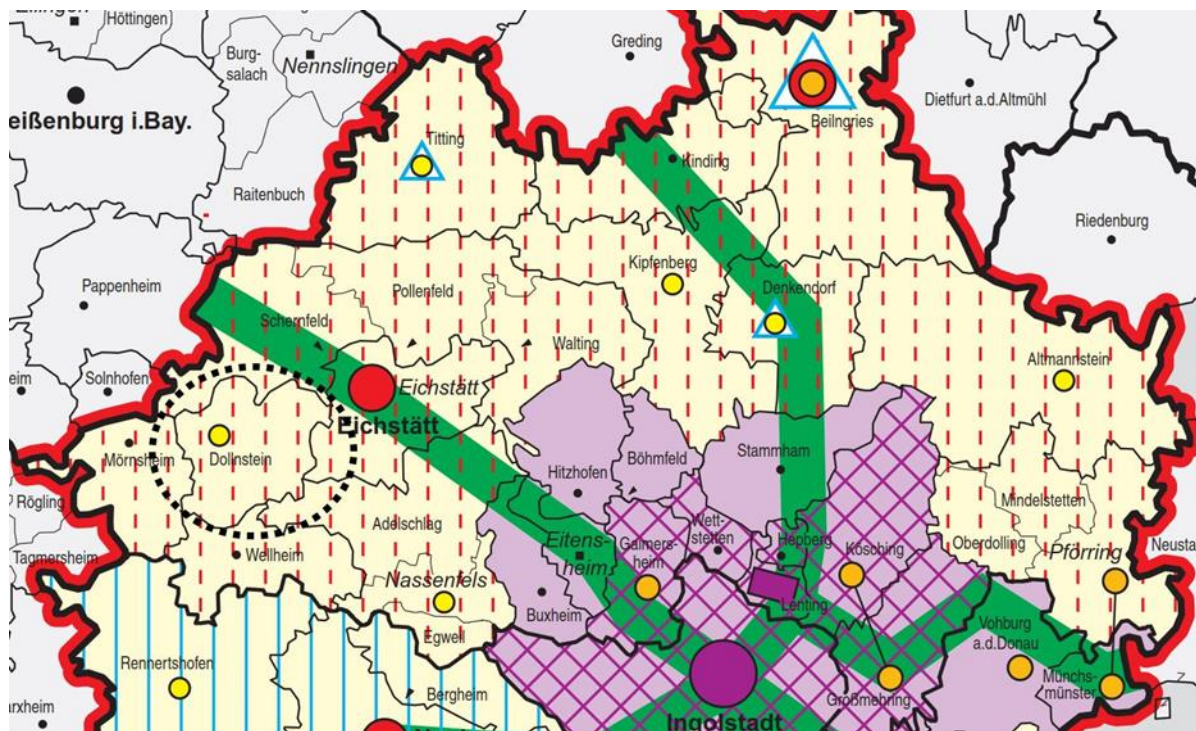 Höttingen
Greding
Burg-
salach
Nennslingen
Dietfurt a.d.Altmühl
eißenburg i.Bay.
Beilngries
Titting
Kinding
Raitenbuch
Riedenburg
Kipfenberg
Pappenheim
Pollenfeld
Denkendorf
Schernfeld
Walting
Altmannstein
eim
Solnhofen
Eichstätt
Eichstätt
Mörnsheim
Dollnstein
Hitzhofen
Böhmfeld
Stammham
Rögling
Mindelstetten
Adelschlag
Wett-
stetten
Tagmersheim
Wellheim
Eitens-
heim
Gaimers-
heim
Hepberg
Kösching
Oberdolling
Pförring
Neusta
Nassenfels
Buxheim
Lenting
Egweil
Vohburg
a.d.Donau
Rennertshofen
Bergheim
Großmehring
Münchs-
münster
arxheim
Ingolstadt